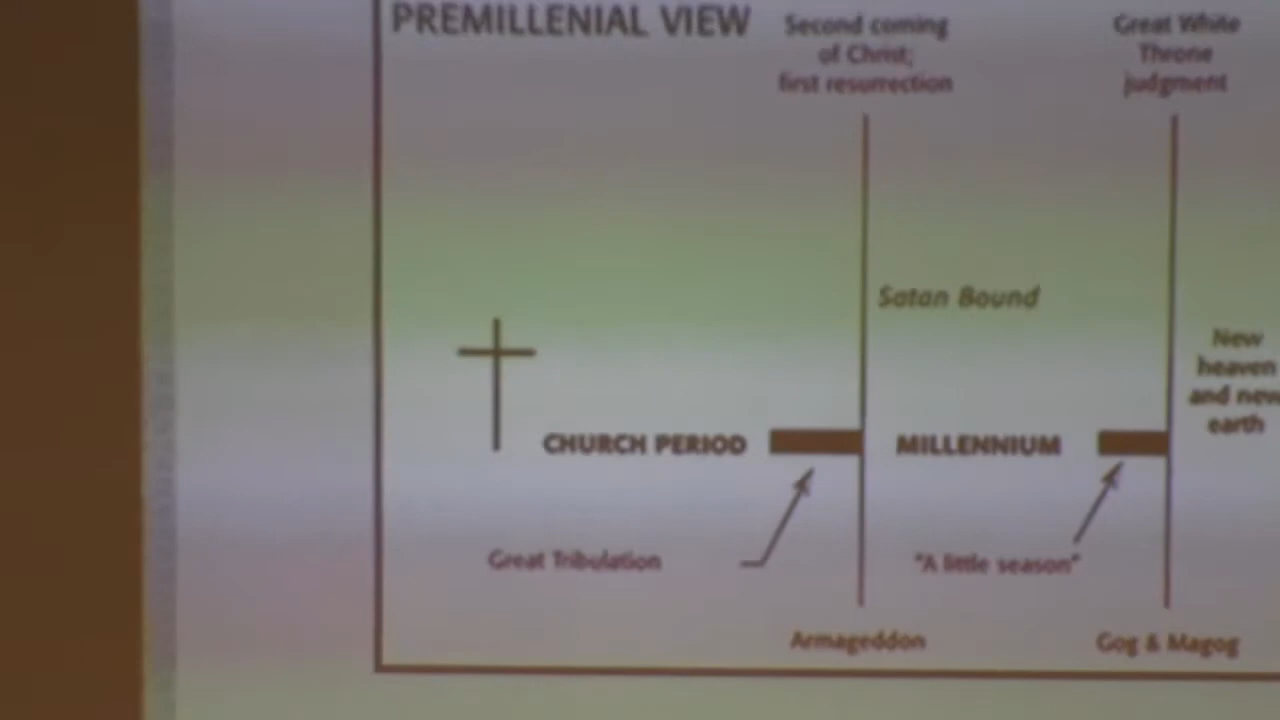 PREMILLENIAL VIEW
Second coming
of Christ;
first resurrection
Great White
Throne
judgment
Satan Bound
New
heaven
and new
earth
CHURCH PERIOD
MILLENNIUM
Great Tribulation
"A little season"
Armageddon
Gog & Magog